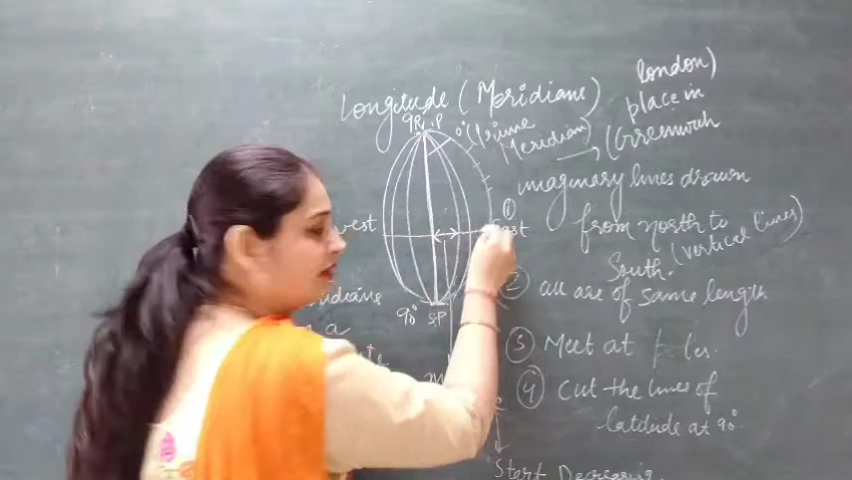 Longitude (Meridians)
london)
place in
(Greenwich
0° (Prime
Meridian)
90° N.P
West
East
① imaginary lines drawn
from north to
South. (vertical lines)
② all are of same length
③ Meet at
④ Cut the lines of
latdude at 90°
90° S.P
a
Start Decreasing.